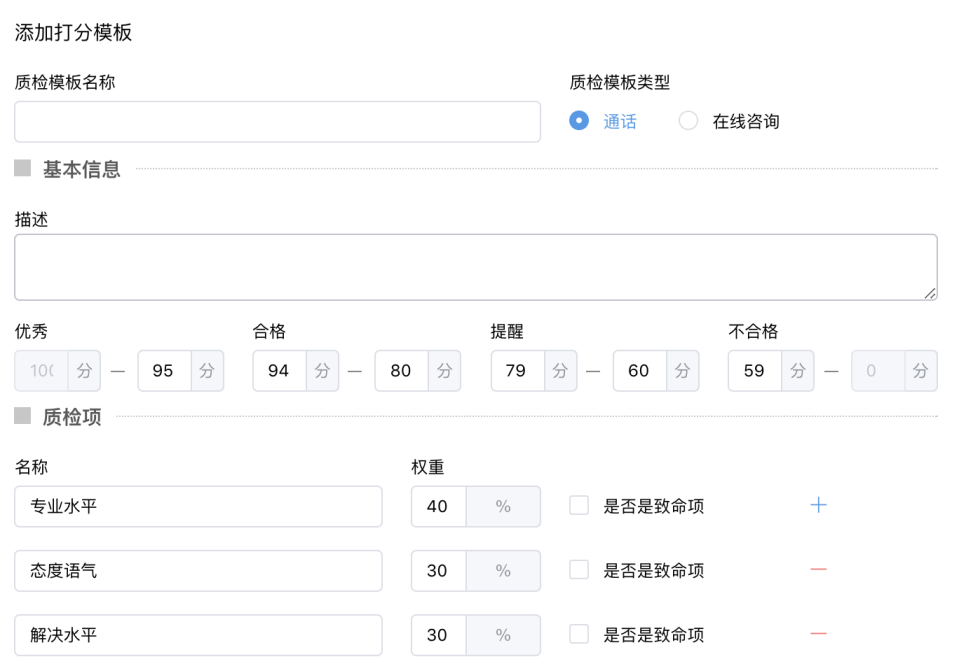 添加打分模板
质检模板名称 质检模板类型
通话 在线咨询
基本信息
描述
优秀 合格 提醒 不合格
100 分 — 95 分 94 分 — 80 分 79 分 — 60 分 59 分 — 0 分
质检项
名称 权重
专业水平 40 % 是否是致命项 +
态度语气 30 % 是否是致命项 —
解决水平 30 % 是否是致命项 —